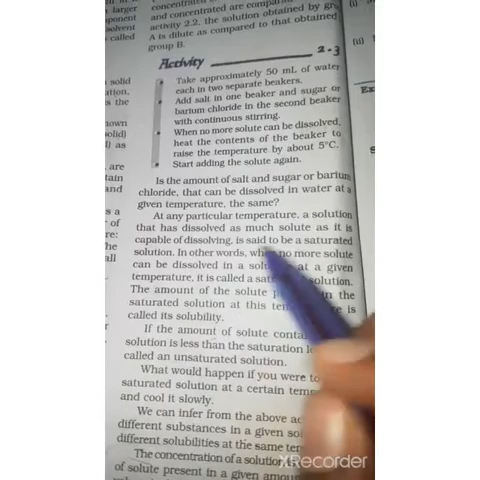 larger
ponent
solvent
called
concentrated
and concentrated are
activity 2.2, the solution obtained by
A is dilute as compared to that obtained
group B.
(i)
(ii)
Activity 2.3
• Take approximately 50 mL of water
each in two separate beakers.
• Add salt in one beaker and sugar or
barium chloride in the second beaker
with continuous stirring.
• When no more solute can be dissolved,
heat the contents of the beaker to
raise the temperature by about 5°C.
• Start adding the solute again.
Is the amount of salt and sugar or barium
chloride, that can be dissolved in water at a
given temperature, the same?
At any particular temperature, a solution
that has dissolved as much solute as it is
capable of dissolving, is said to be a saturated
solution. In other words, when no more solute
can be dissolved in a at a given
temperature, it is called a solution.
The amount of the solute in the
saturated solution at this is
called its solubility.
If the amount of solute
solution is less than the saturation
called an unsaturated solution.
What would happen if you were to
saturated solution at a certain
and cool it slowly.
We can infer from the above
different substances in a given
different solubilities at the same
The concentration of a solution
of solute present in a given
XRecorder